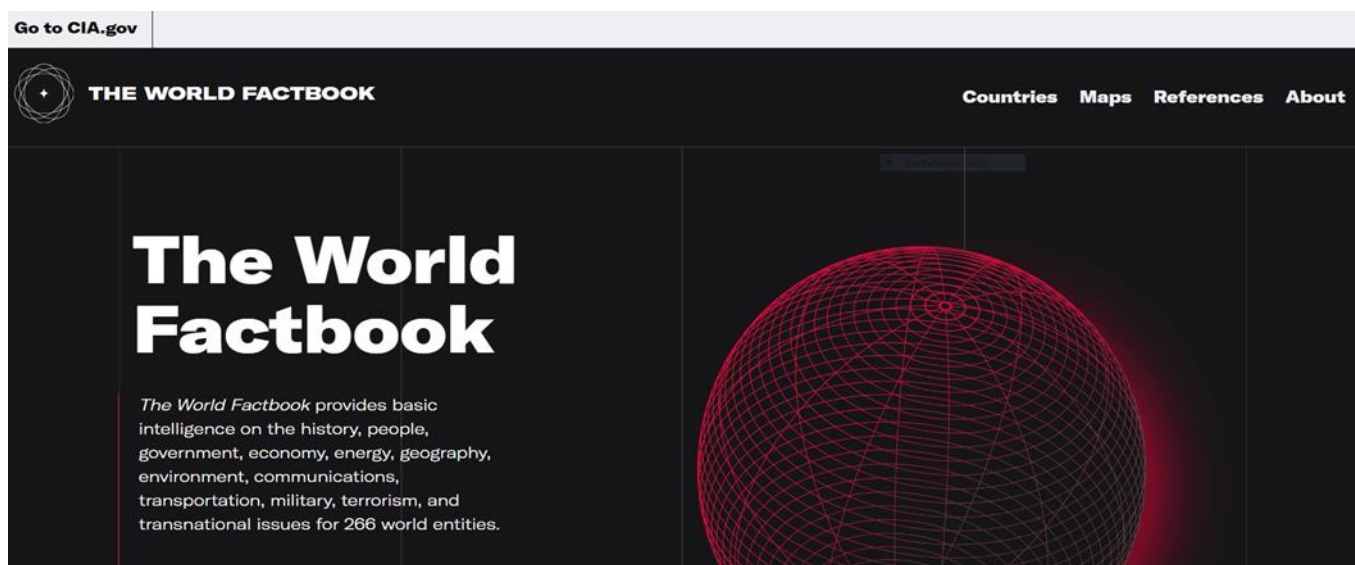 Go to CIA.gov
THE WORLD FACTBOOK
Countries Maps References About
The World
Factbook
The World Factbook provides basic
intelligence on the history, people,
government, economy, energy, geography,
environment, communications,
transportation, military, terrorism, and
transnational issues for 266 world entities.